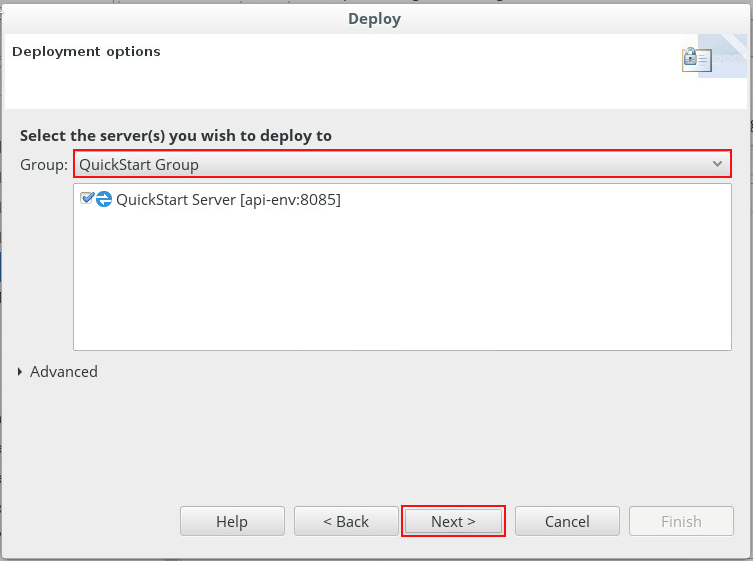 Deploy
Deployment options
Select the server(s) you wish to deploy to
Group: QuickStart Group
QuickStart Server [api-env:8085]
Advanced
Help < Back Next > Cancel Finish